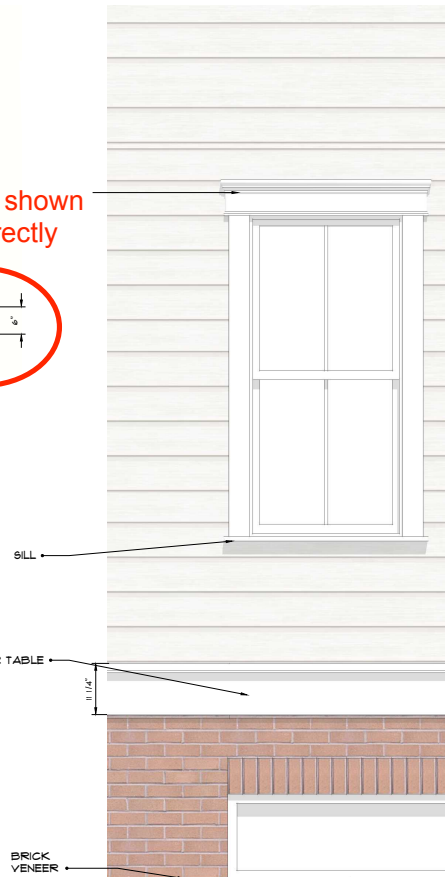 shown
rectly
6"
SILL
TABLE
11 1/4"
BRICK
VENEER